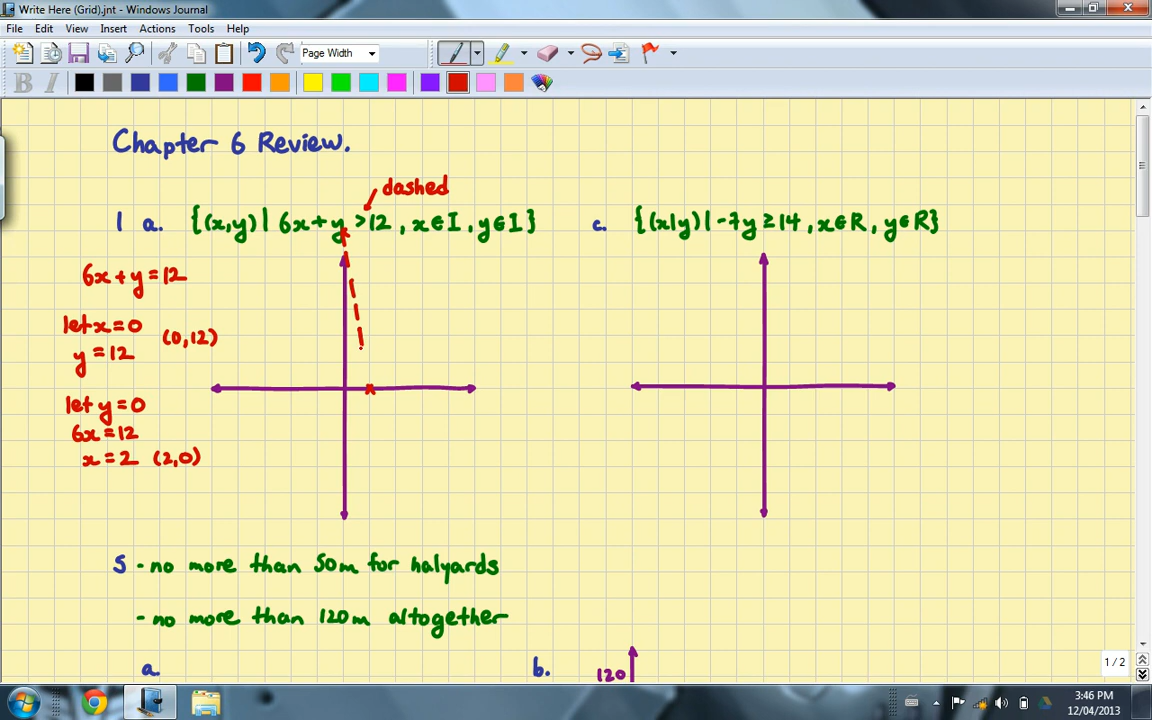 Write Here (Grid).jnt - Windows Journal
File Edit View Insert Actions Tools Help
Page Width
B I
Chapter 6 Review.
dashed
1 a. {(x,y) | 6x+y >12, x∈I, y∈I}
c. {(x|y) | -7y ≥ 14, x∈R, y∈R}
6x+y=12
let x=0
y=12
(0,12)
let y=0
6x=12
x=2 (2,0)
5 - no more than 50m for halyards
- no more than 120m altogether
a.
b.
120
1 / 2
3:46 PM
12/04/2013